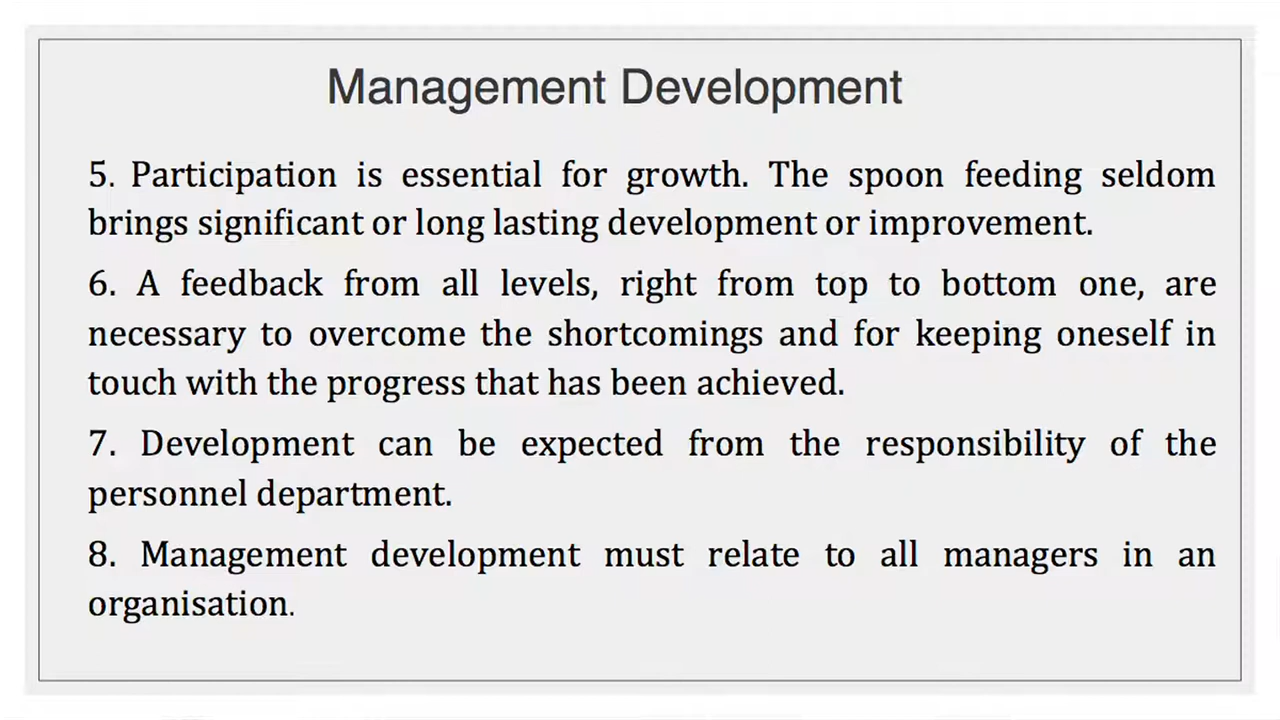 Management Development
5. Participation is essential for growth. The spoon feeding seldom
brings significant or long lasting development or improvement.
6. A feedback from all levels, right from top to bottom one, are
necessary to overcome the shortcomings and for keeping oneself in
touch with the progress that has been achieved.
7. Development can be expected from the responsibility of the
personnel department.
8. Management development must relate to all managers in an
organisation.